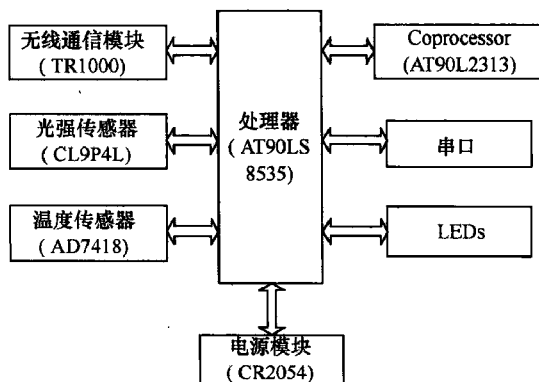 无线通信模块
(TR1000)
光强传感器
(CL9P4L)
温度传感器
(AD7418)
处理器
(AT90LS
8535)
Coprocessor
(AT90L2313)
串口
LEDs
电源模块
(CR2054)